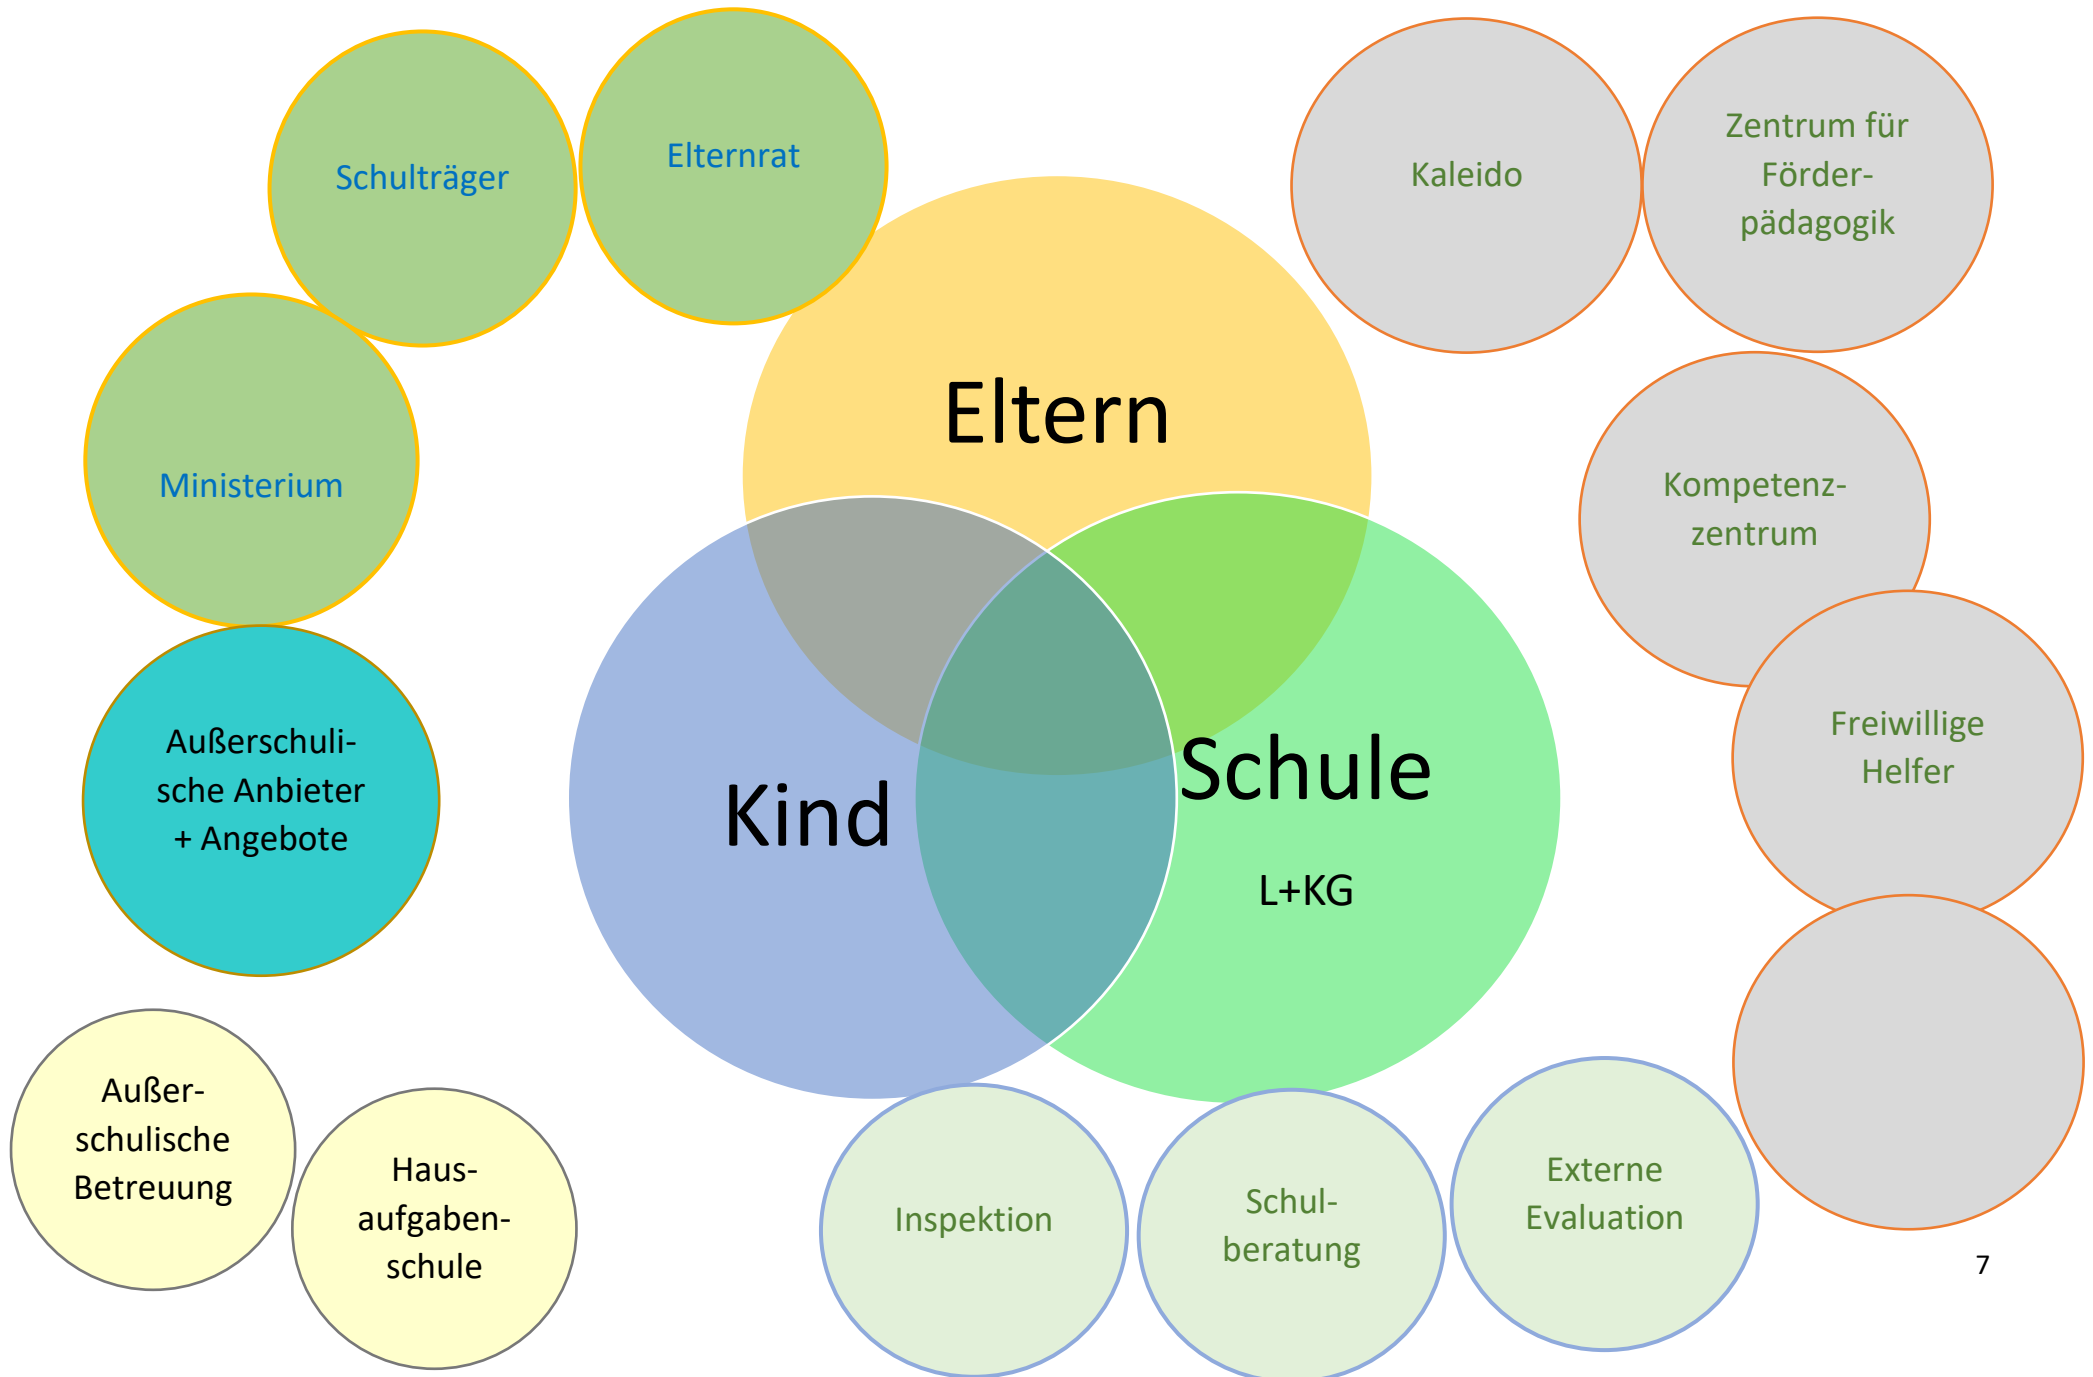 Schulträger
Elternrat
Kaleido
Zentrum für
Förder-
pädagogik
Ministerium
Eltern
Kompetenz-
zentrum
Außerschuli-
sche Anbieter
+ Angebote
Kind
Schule
L+KG
Freiwillige
Helfer
Außer-
schulische
Betreuung
Haus-
aufgaben-
schule
Inspektion
Schul-
beratung
Externe
Evaluation
7